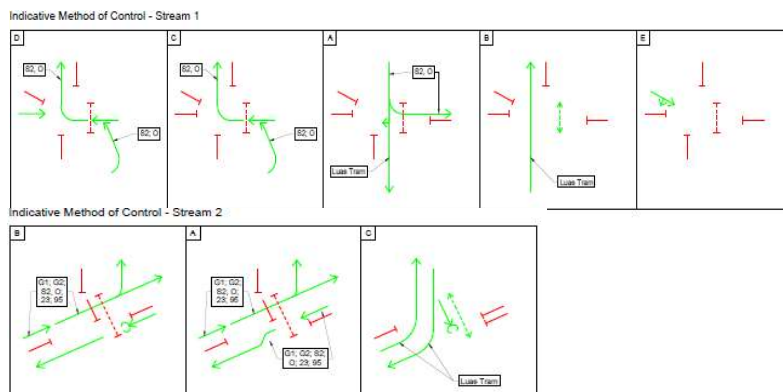 Indicative Method of Control - Stream 1
D
C
A
B
E
S2, O
S2, O
S2, O
S2, O
S2, O
Luas Tram
Luas Tram
Indicative Method of Control - Stream 2
B
A
C
G1; G2;
S2, O;
23; 95
G1; G2;
S2, O;
23; 95
G1; G2; S2;
O; 23; 95
Luas Tram